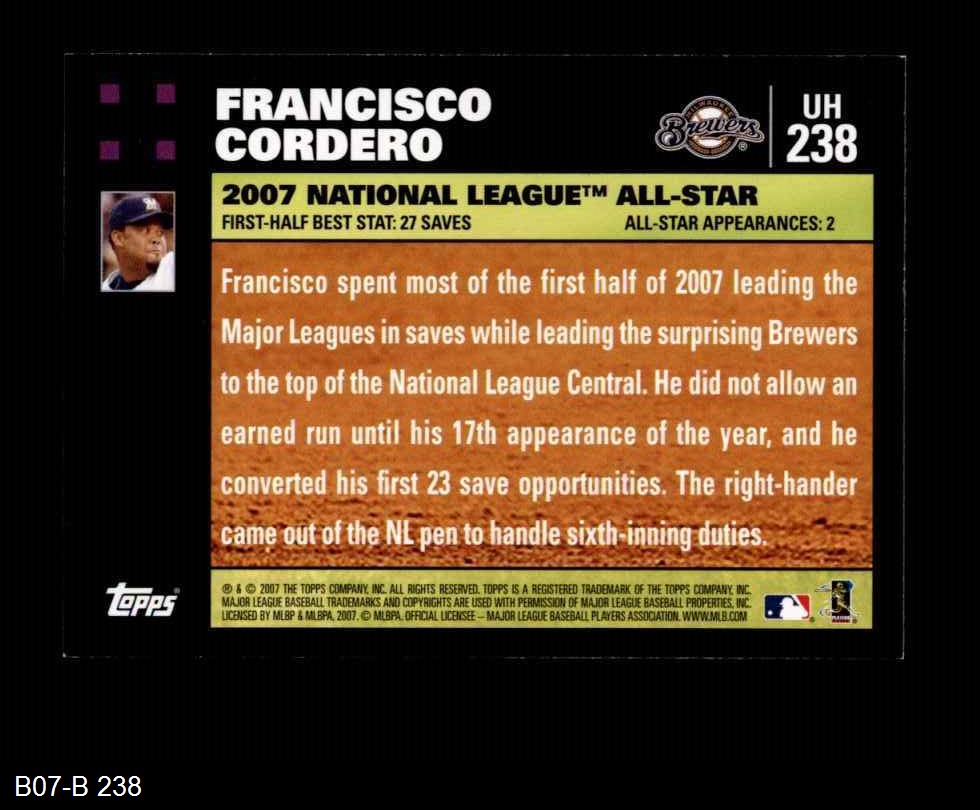 FRANCISCO
CORDERO
MILWAUKEE
Brewers®
UH
238
2007 NATIONAL LEAGUE™ ALL-STAR
FIRST-HALF BEST STAT: 27 SAVES ALL-STAR APPEARANCES: 2
Francisco spent most of the first half of 2007 leading the
Major Leagues in saves while leading the surprising Brewers
to the top of the National League Central. He did not allow an
earned run until his 17th appearance of the year, and he
converted his first 23 save opportunities. The right-hander
came out of the NL pen to handle sixth-inning duties.
Topps®
® & © 2007 THE TOPPS COMPANY, INC. ALL RIGHTS RESERVED. TOPPS IS A REGISTERED TRADEMARK OF THE TOPPS COMPANY, INC.
MAJOR LEAGUE BASEBALL TRADEMARKS AND COPYRIGHTS ARE USED WITH PERMISSION OF MAJOR LEAGUE BASEBALL PROPERTIES, INC.
LICENSED BY MLBP & MLBPA, 2007. © MLBPA. OFFICIAL LICENSEE – MAJOR LEAGUE BASEBALL PLAYERS ASSOCIATION. WWW.MLB.COM
B07-B 238